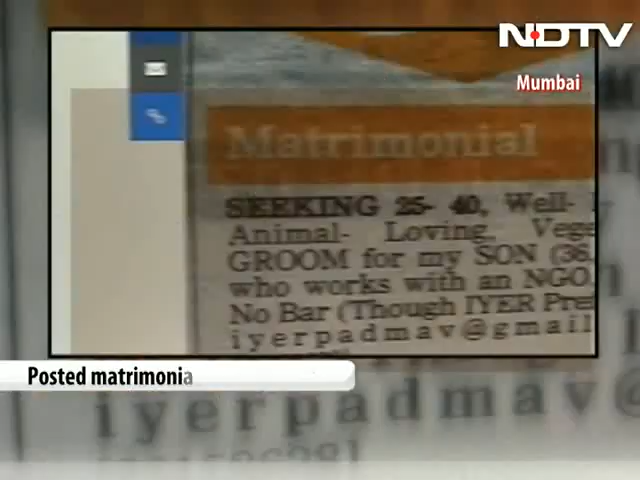 NDTV
Mumbai
Matrimonial
SEEKING 25- 40, Well-
Animal- Loving, Vege
GROOM for my SON (36,
who works with an NGO,
No Bar (Though IYER Pre
iyerpadmav@gmail
Posted matrimonia
iyerpadmav@